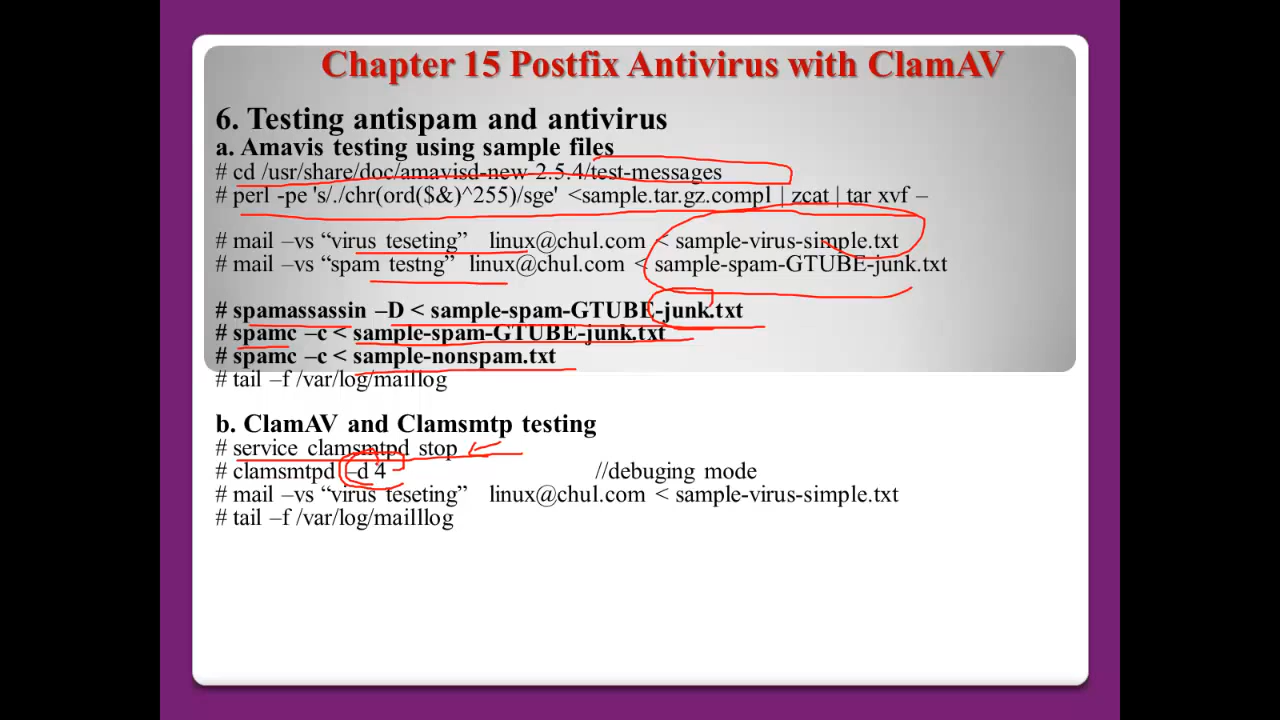 Chapter 15 Postfix Antivirus with ClamAV
6. Testing antispam and antivirus
a. Amavis testing using sample files
# cd /usr/share/doc/amavisd-new-2.5.4/test-messages
# perl -pe 's/./chr(ord($&)^255)/sge' <sample.tar.gz.compl | zcat | tar xvf –
# mail –vs “virus teseting” linux@chul.com < sample-virus-simple.txt
# mail –vs “spam testng” linux@chul.com < sample-spam-GTUBE-junk.txt
# spamassassin –D < sample-spam-GTUBE-junk.txt
# spamc –c < sample-spam-GTUBE-junk.txt
# spamc –c < sample-nonspam.txt
# tail –f /var/log/maillog
b. ClamAV and Clamsmtp testing
# service clamsmtpd stop
# clamsmtpd –d 4 //debuging mode
# mail –vs “virus teseting” linux@chul.com < sample-virus-simple.txt
# tail –f /var/log/mailllog